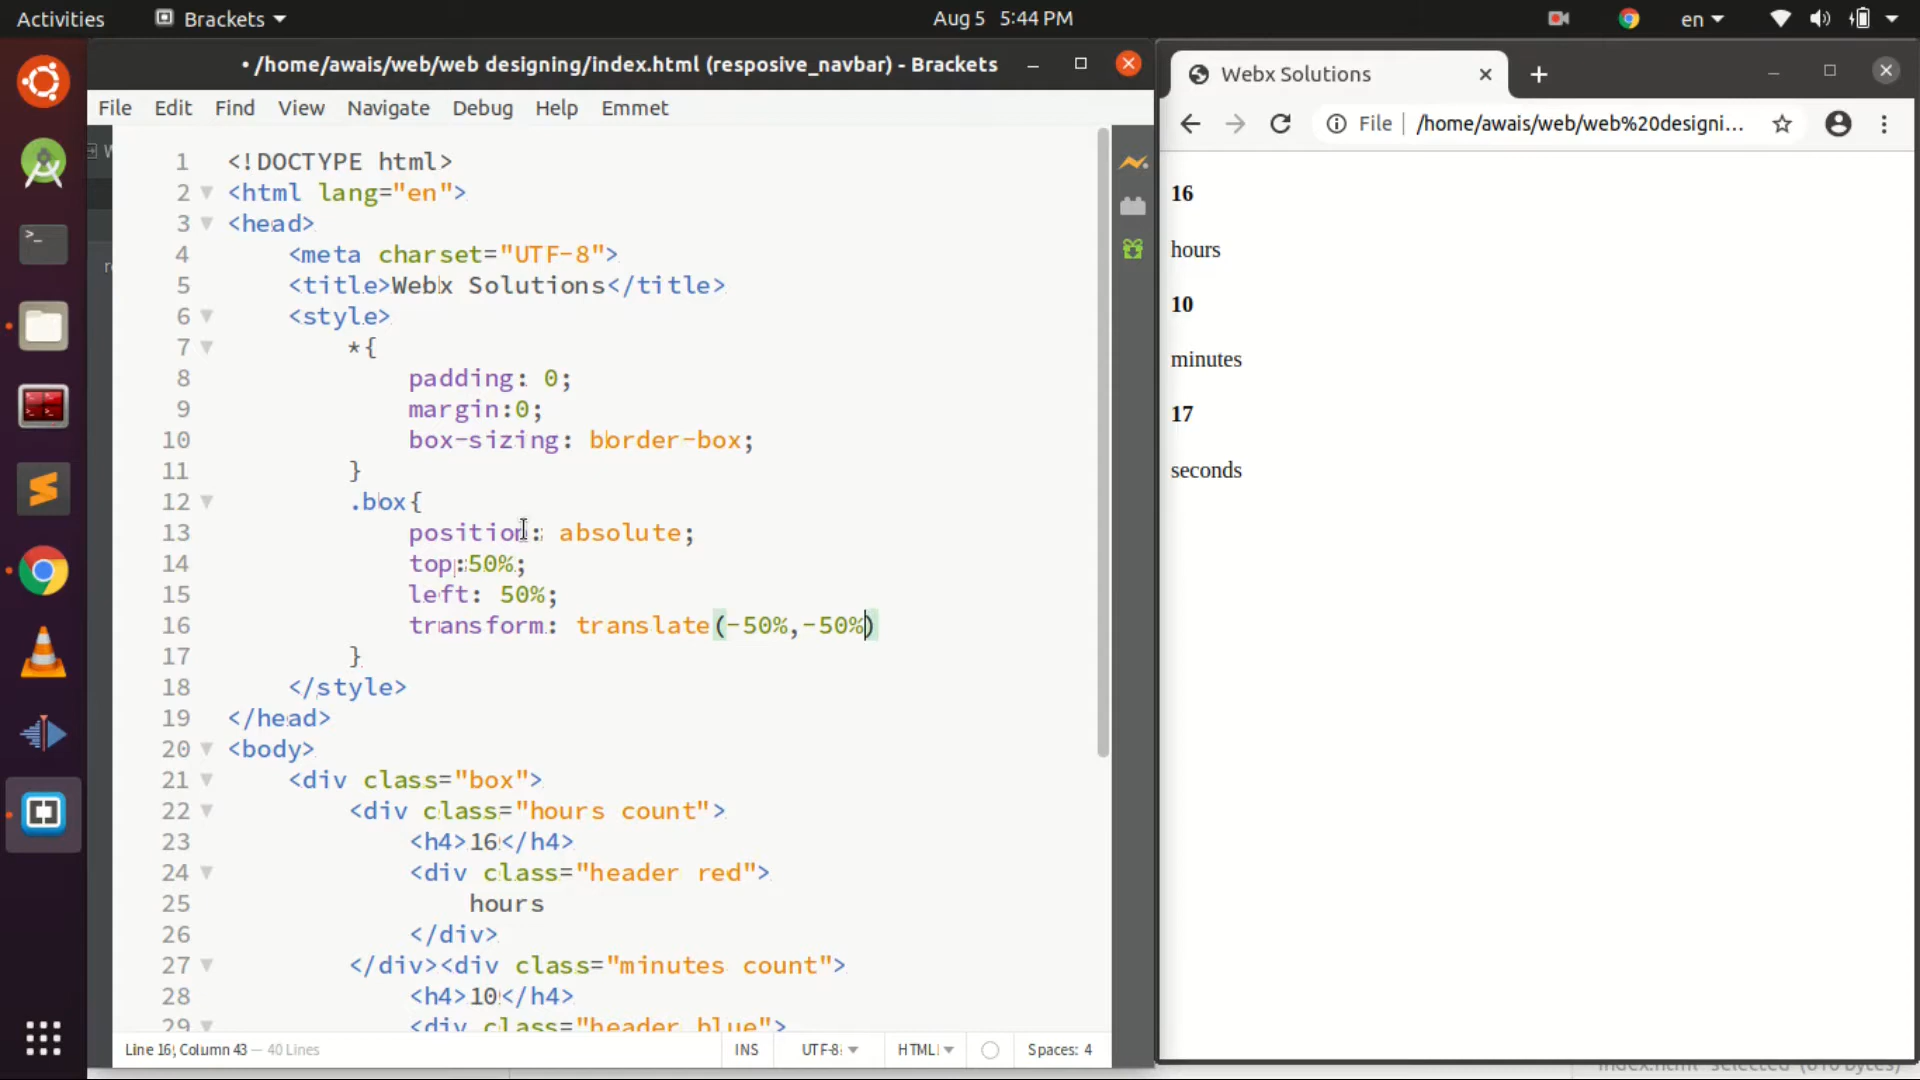 Activities
Brackets
Aug 5 5:44 PM
en
• /home/awais/web/web designing/index.html (resposive_navbar) - Brackets
File Edit Find View Navigate Debug Help Emmet
1 <!DOCTYPE html>
2 <html lang="en">
3 <head>
4 <meta charset="UTF-8">
5 <title>Webx Solutions</title>
6 <style>
7 *{
8 padding: 0;
9 margin:0;
10 box-sizing: border-box;
11 }
12 .box{
13 position: absolute;
14 top:50%;
15 left: 50%;
16 transform: translate(-50%,-50%)
17 }
18 </style>
19 </head>
20 <body>
21 <div class="box">
22 <div class="hours count">
23 <h4>16</h4>
24 <div class="header red">
25 hours
26 </div>
27 </div><div class="minutes count">
28 <h4>10</h4>
29 <div class="header blue">
Line 16, Column 43 — 40 Lines
INS
UTF-8
HTML
Spaces: 4
Webx Solutions
File
/home/awais/web/web%20designi...
16
hours
10
minutes
17
seconds